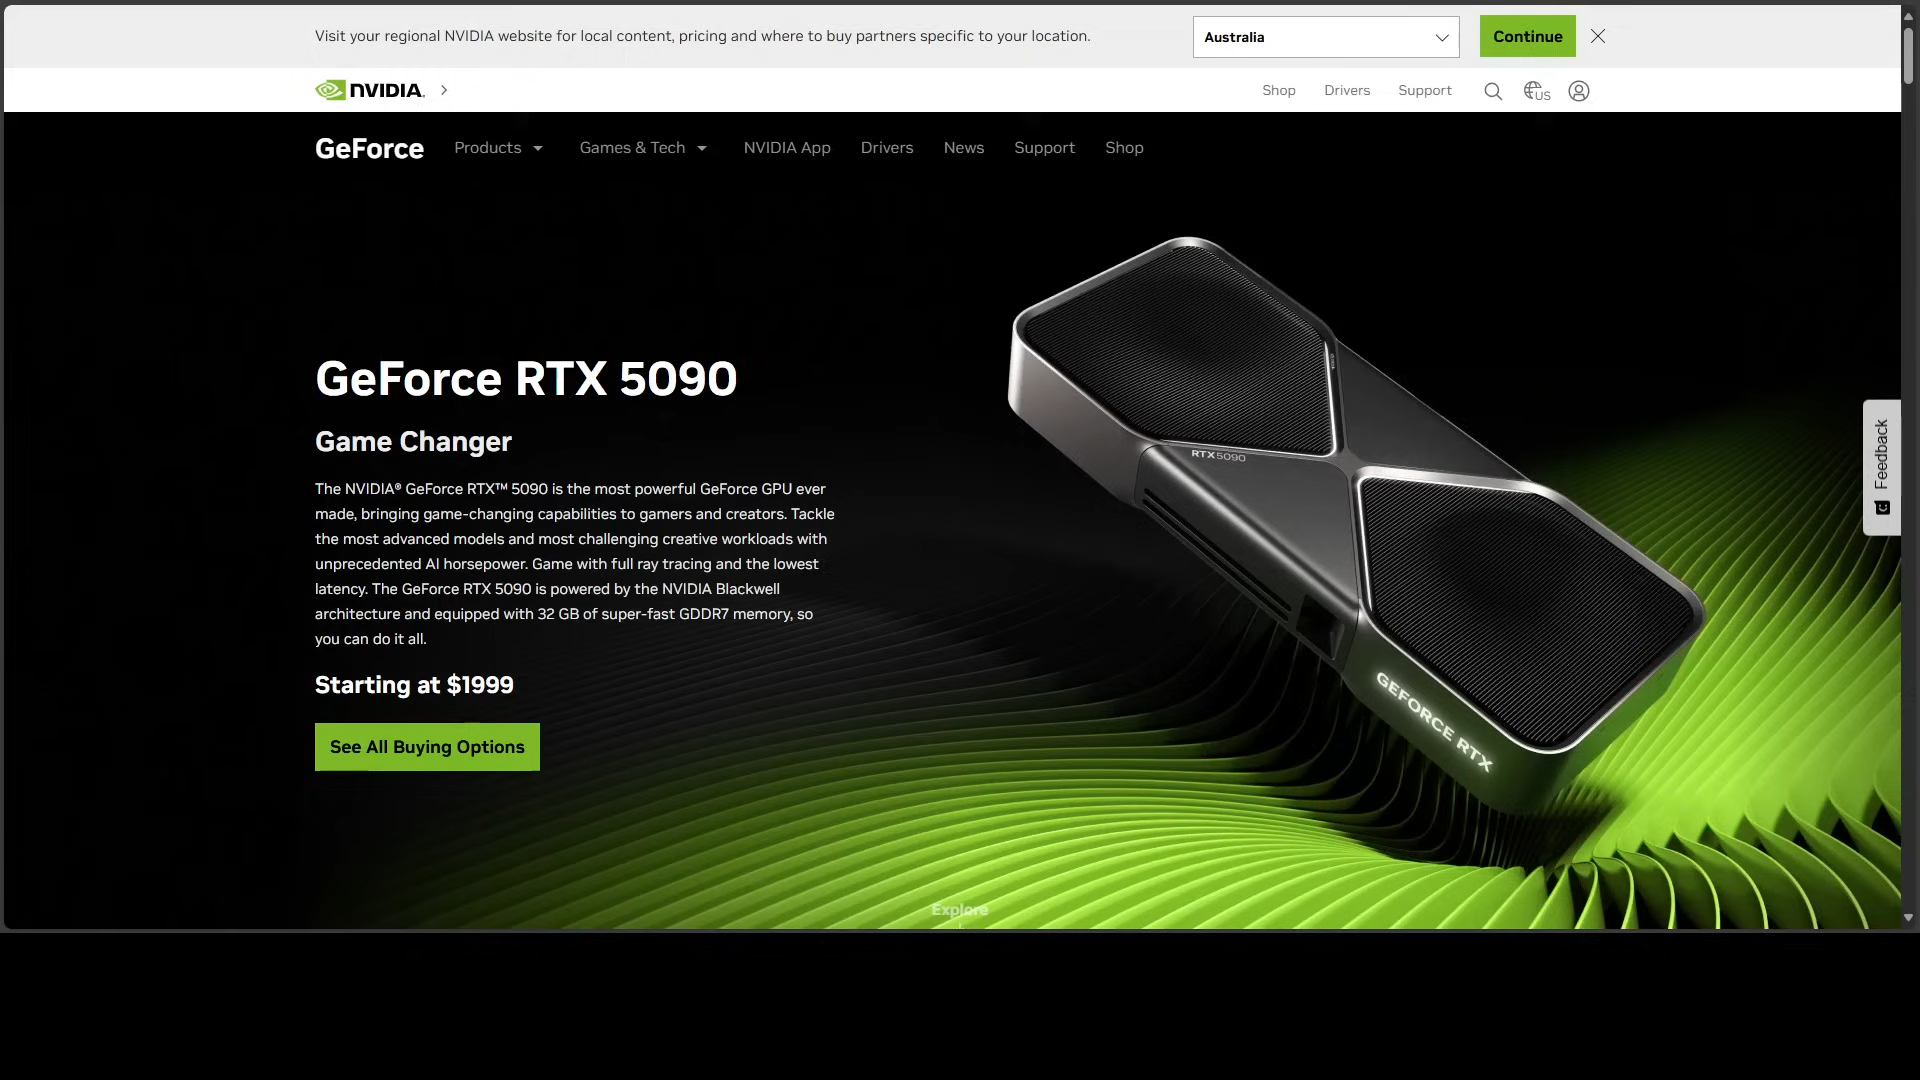 Visit your regional NVIDIA website for local content, pricing and where to buy partners specific to your location.
Australia
Continue
NVIDIA.
Shop
Drivers
Support
US
GeForce
Products
Games & Tech
NVIDIA App
Drivers
News
Support
Shop
GeForce RTX 5090
Game Changer
The NVIDIA® GeForce RTX™ 5090 is the most powerful GeForce GPU ever
made, bringing game-changing capabilities to gamers and creators. Tackle
the most advanced models and most challenging creative workloads with
unprecedented AI horsepower. Game with full ray tracing and the lowest
latency. The GeForce RTX 5090 is powered by the NVIDIA Blackwell
architecture and equipped with 32 GB of super-fast GDDR7 memory, so
you can do it all.
Starting at $1999
See All Buying Options
RTX 5090
GEFORCE RTX
Feedback
Explore